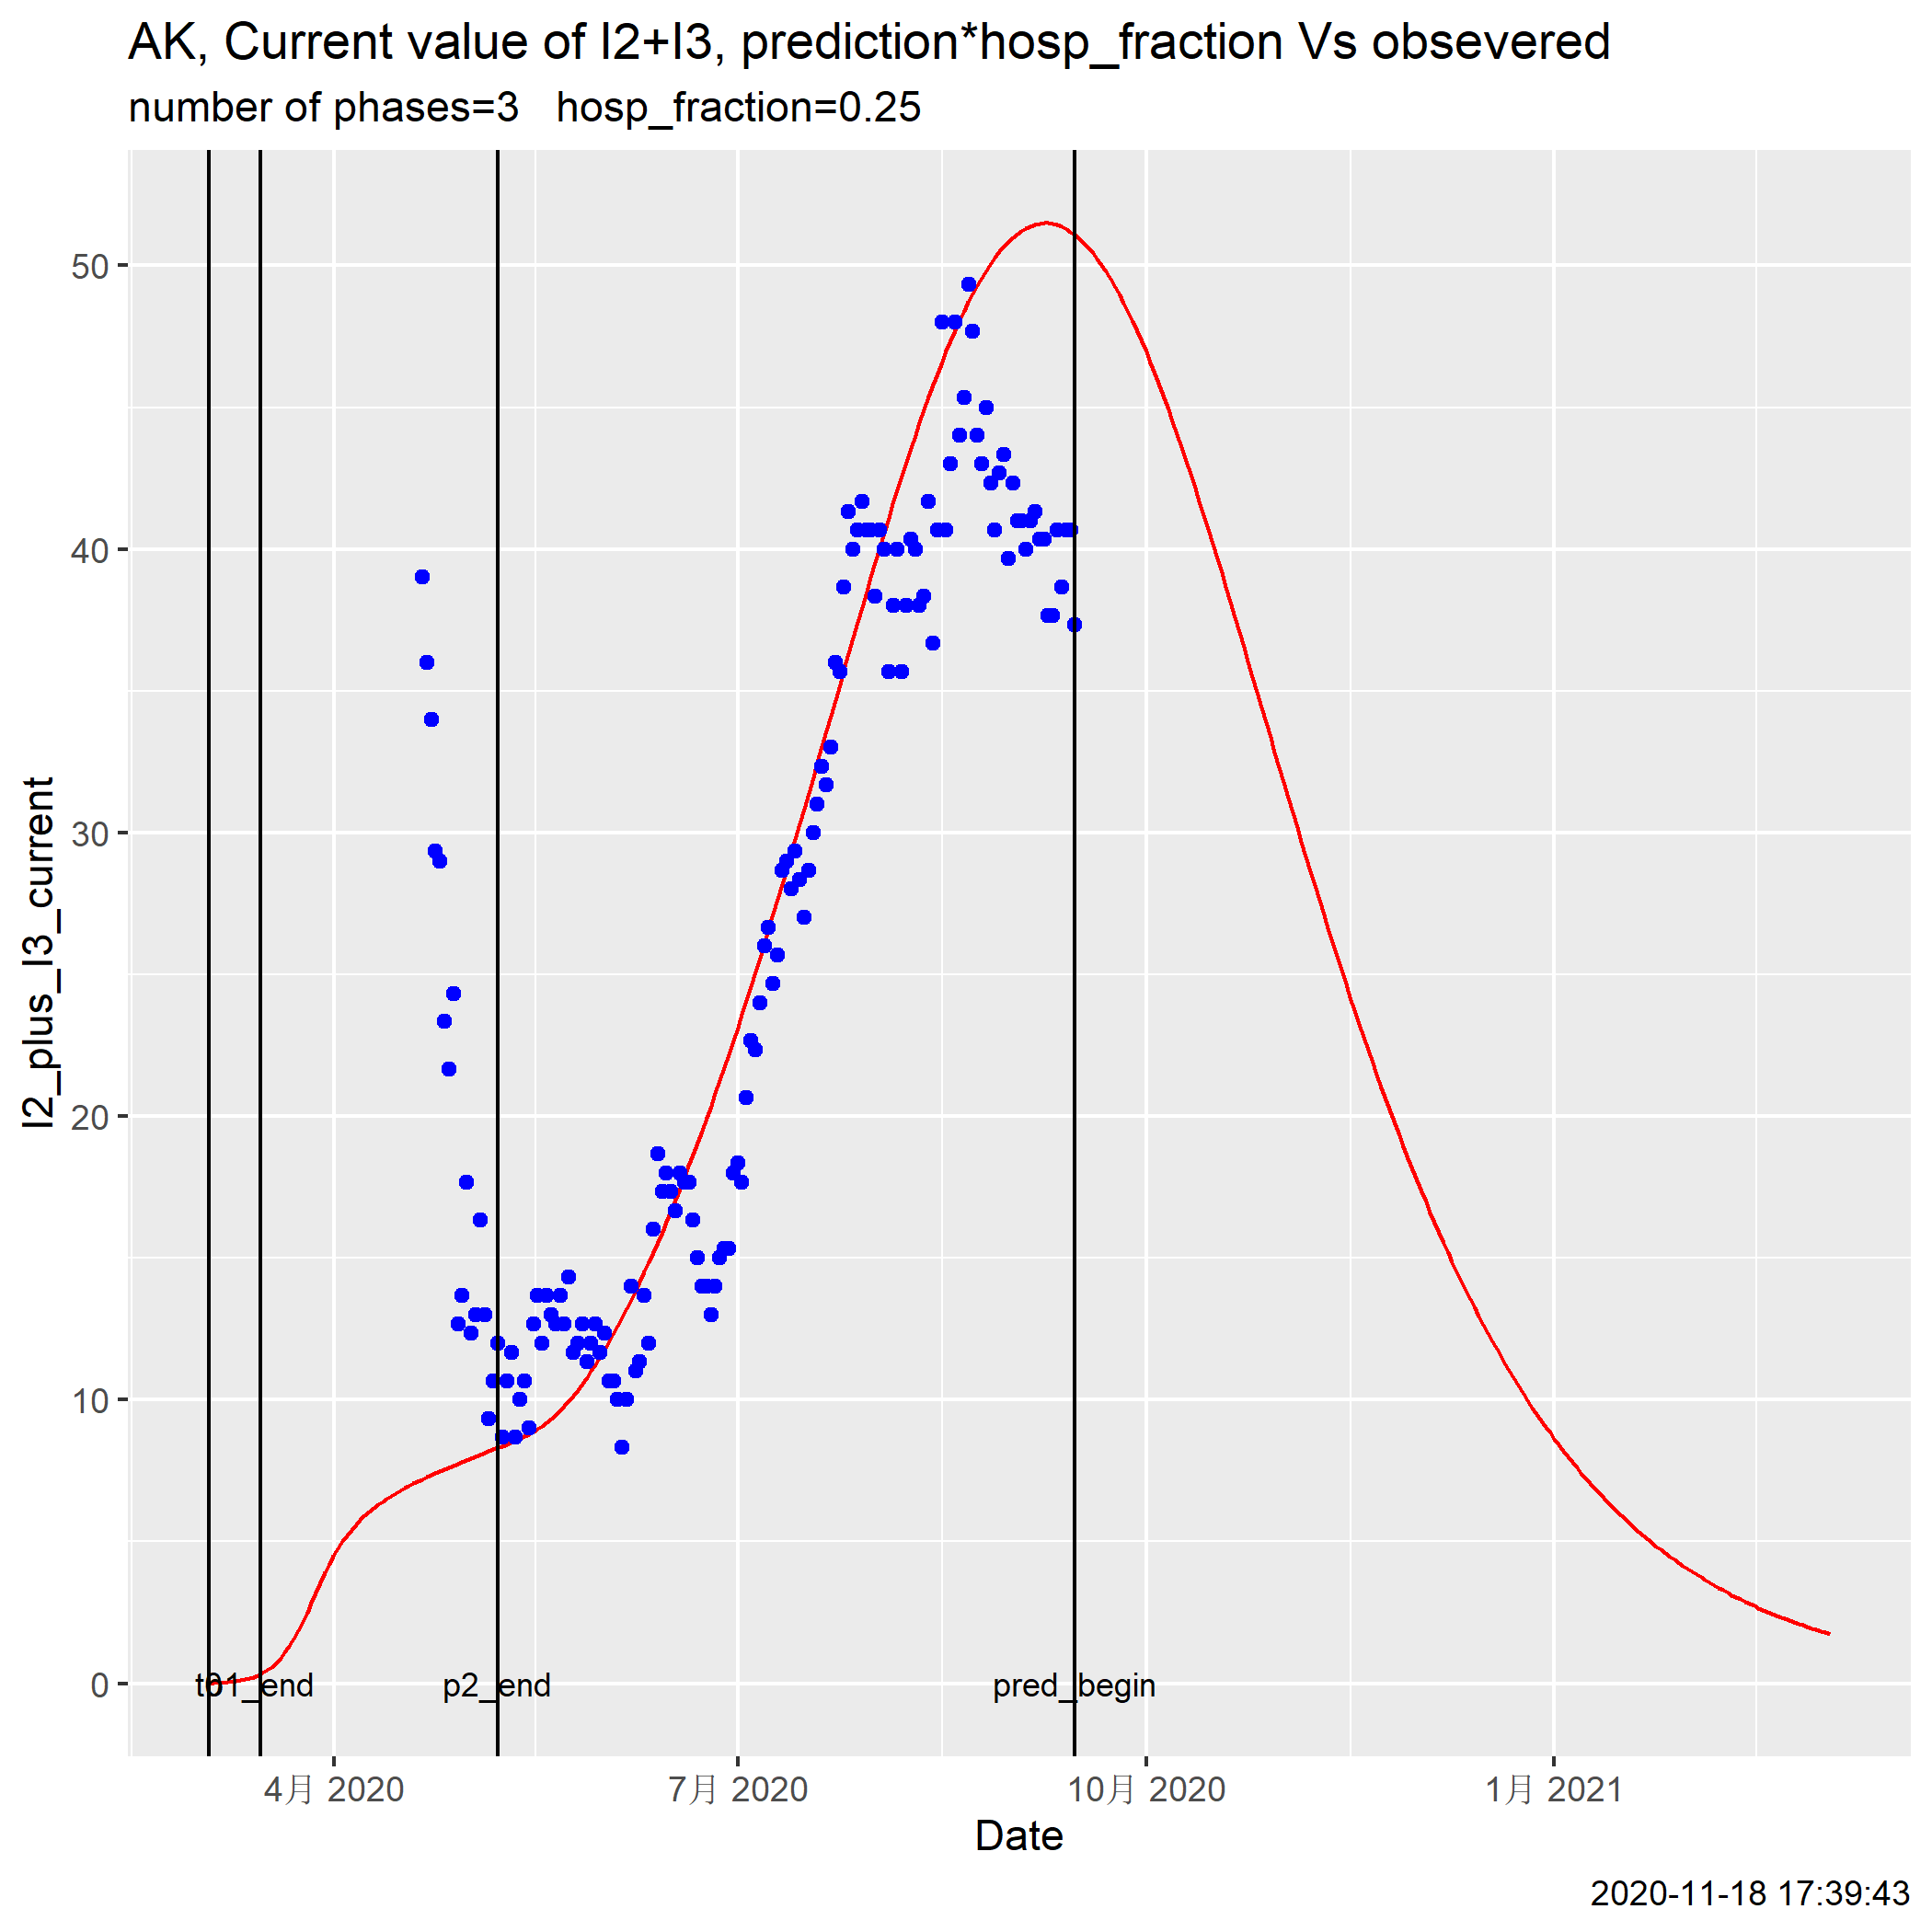 AK, Current value of I2+I3, prediction*hosp_fraction Vs obsevered
number of phases=3 hosp_fraction=0.25
I2_plus_I3_current
50
40
30
20
10
0
p2_end
pred_begin
4月 2020
7月 2020
10月 2020
1月 2021
Date
2020-11-18 17:39:43